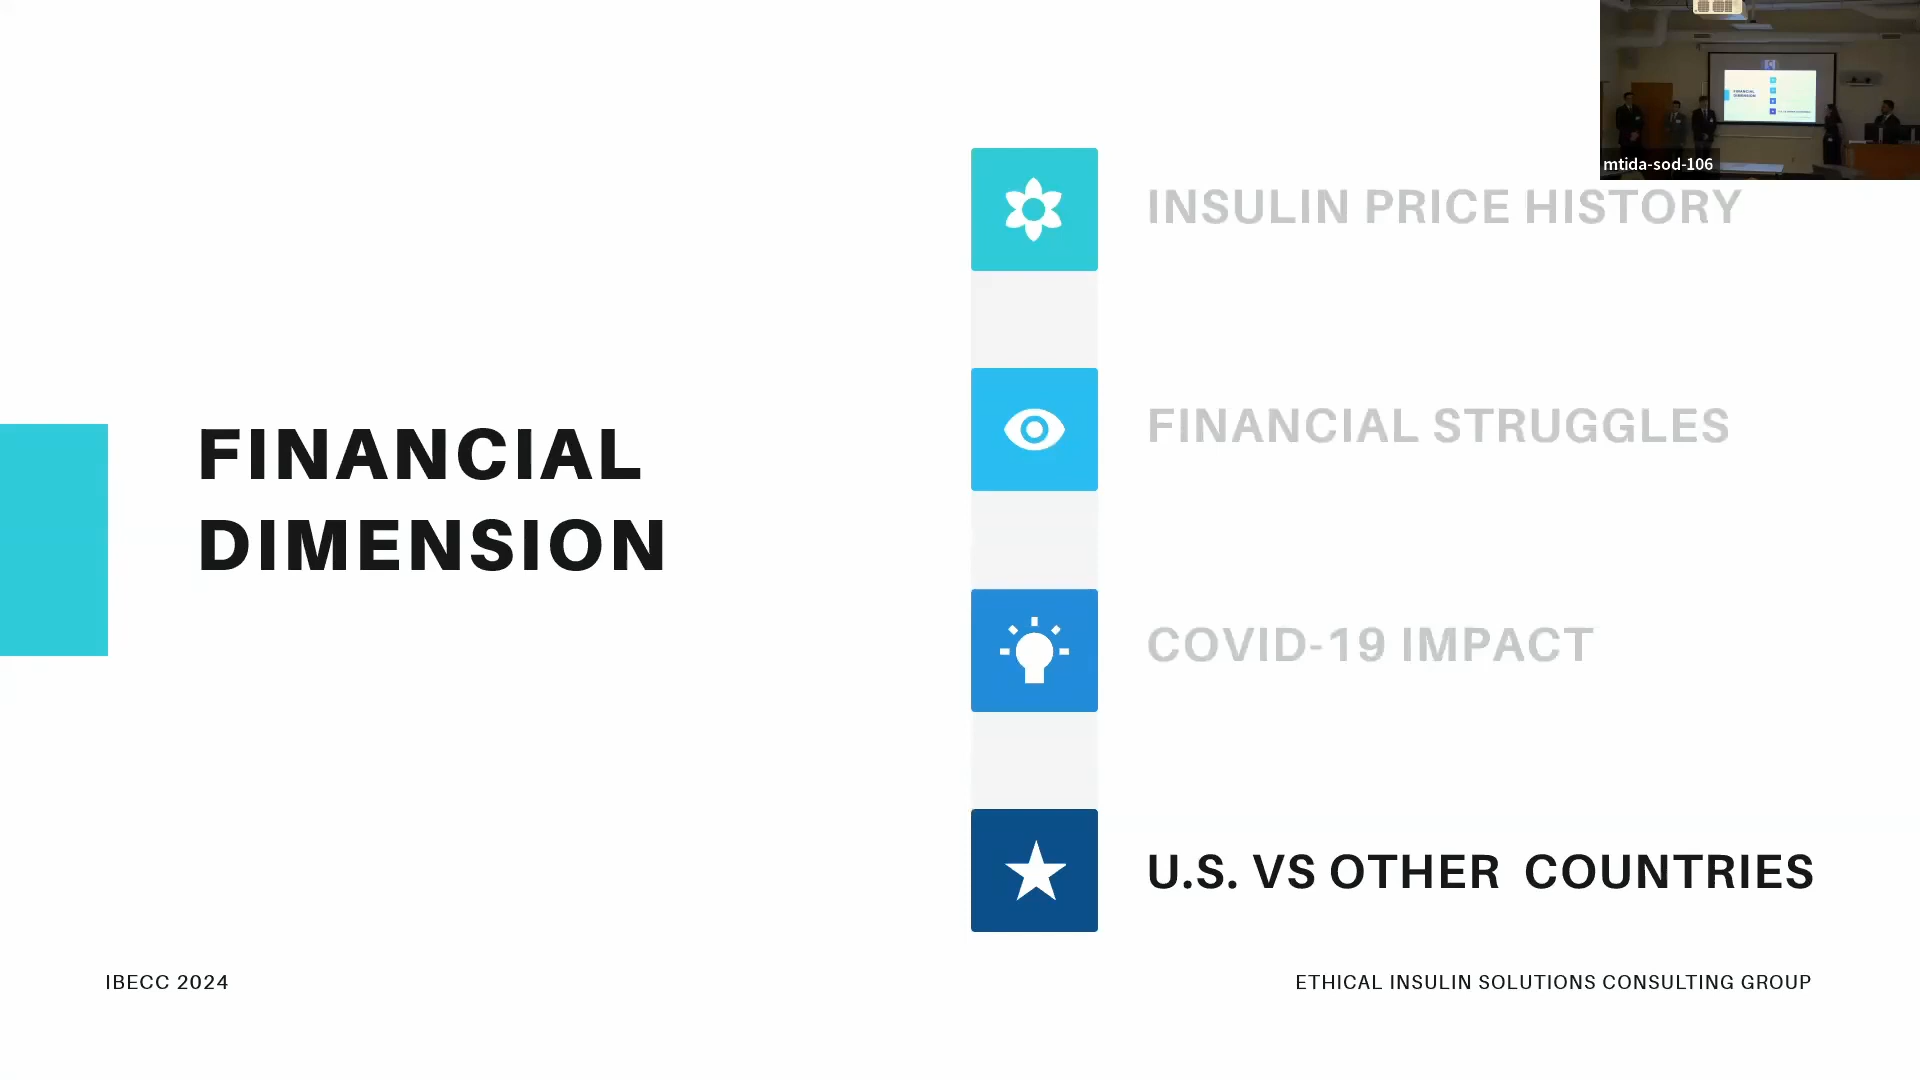 mtida-sod-106
INSULIN PRICE HISTORY
FINANCIAL STRUGGLES
FINANCIAL
DIMENSION
COVID-19 IMPACT
U.S. VS OTHER COUNTRIES
IBECC 2024
ETHICAL INSULIN SOLUTIONS CONSULTING GROUP